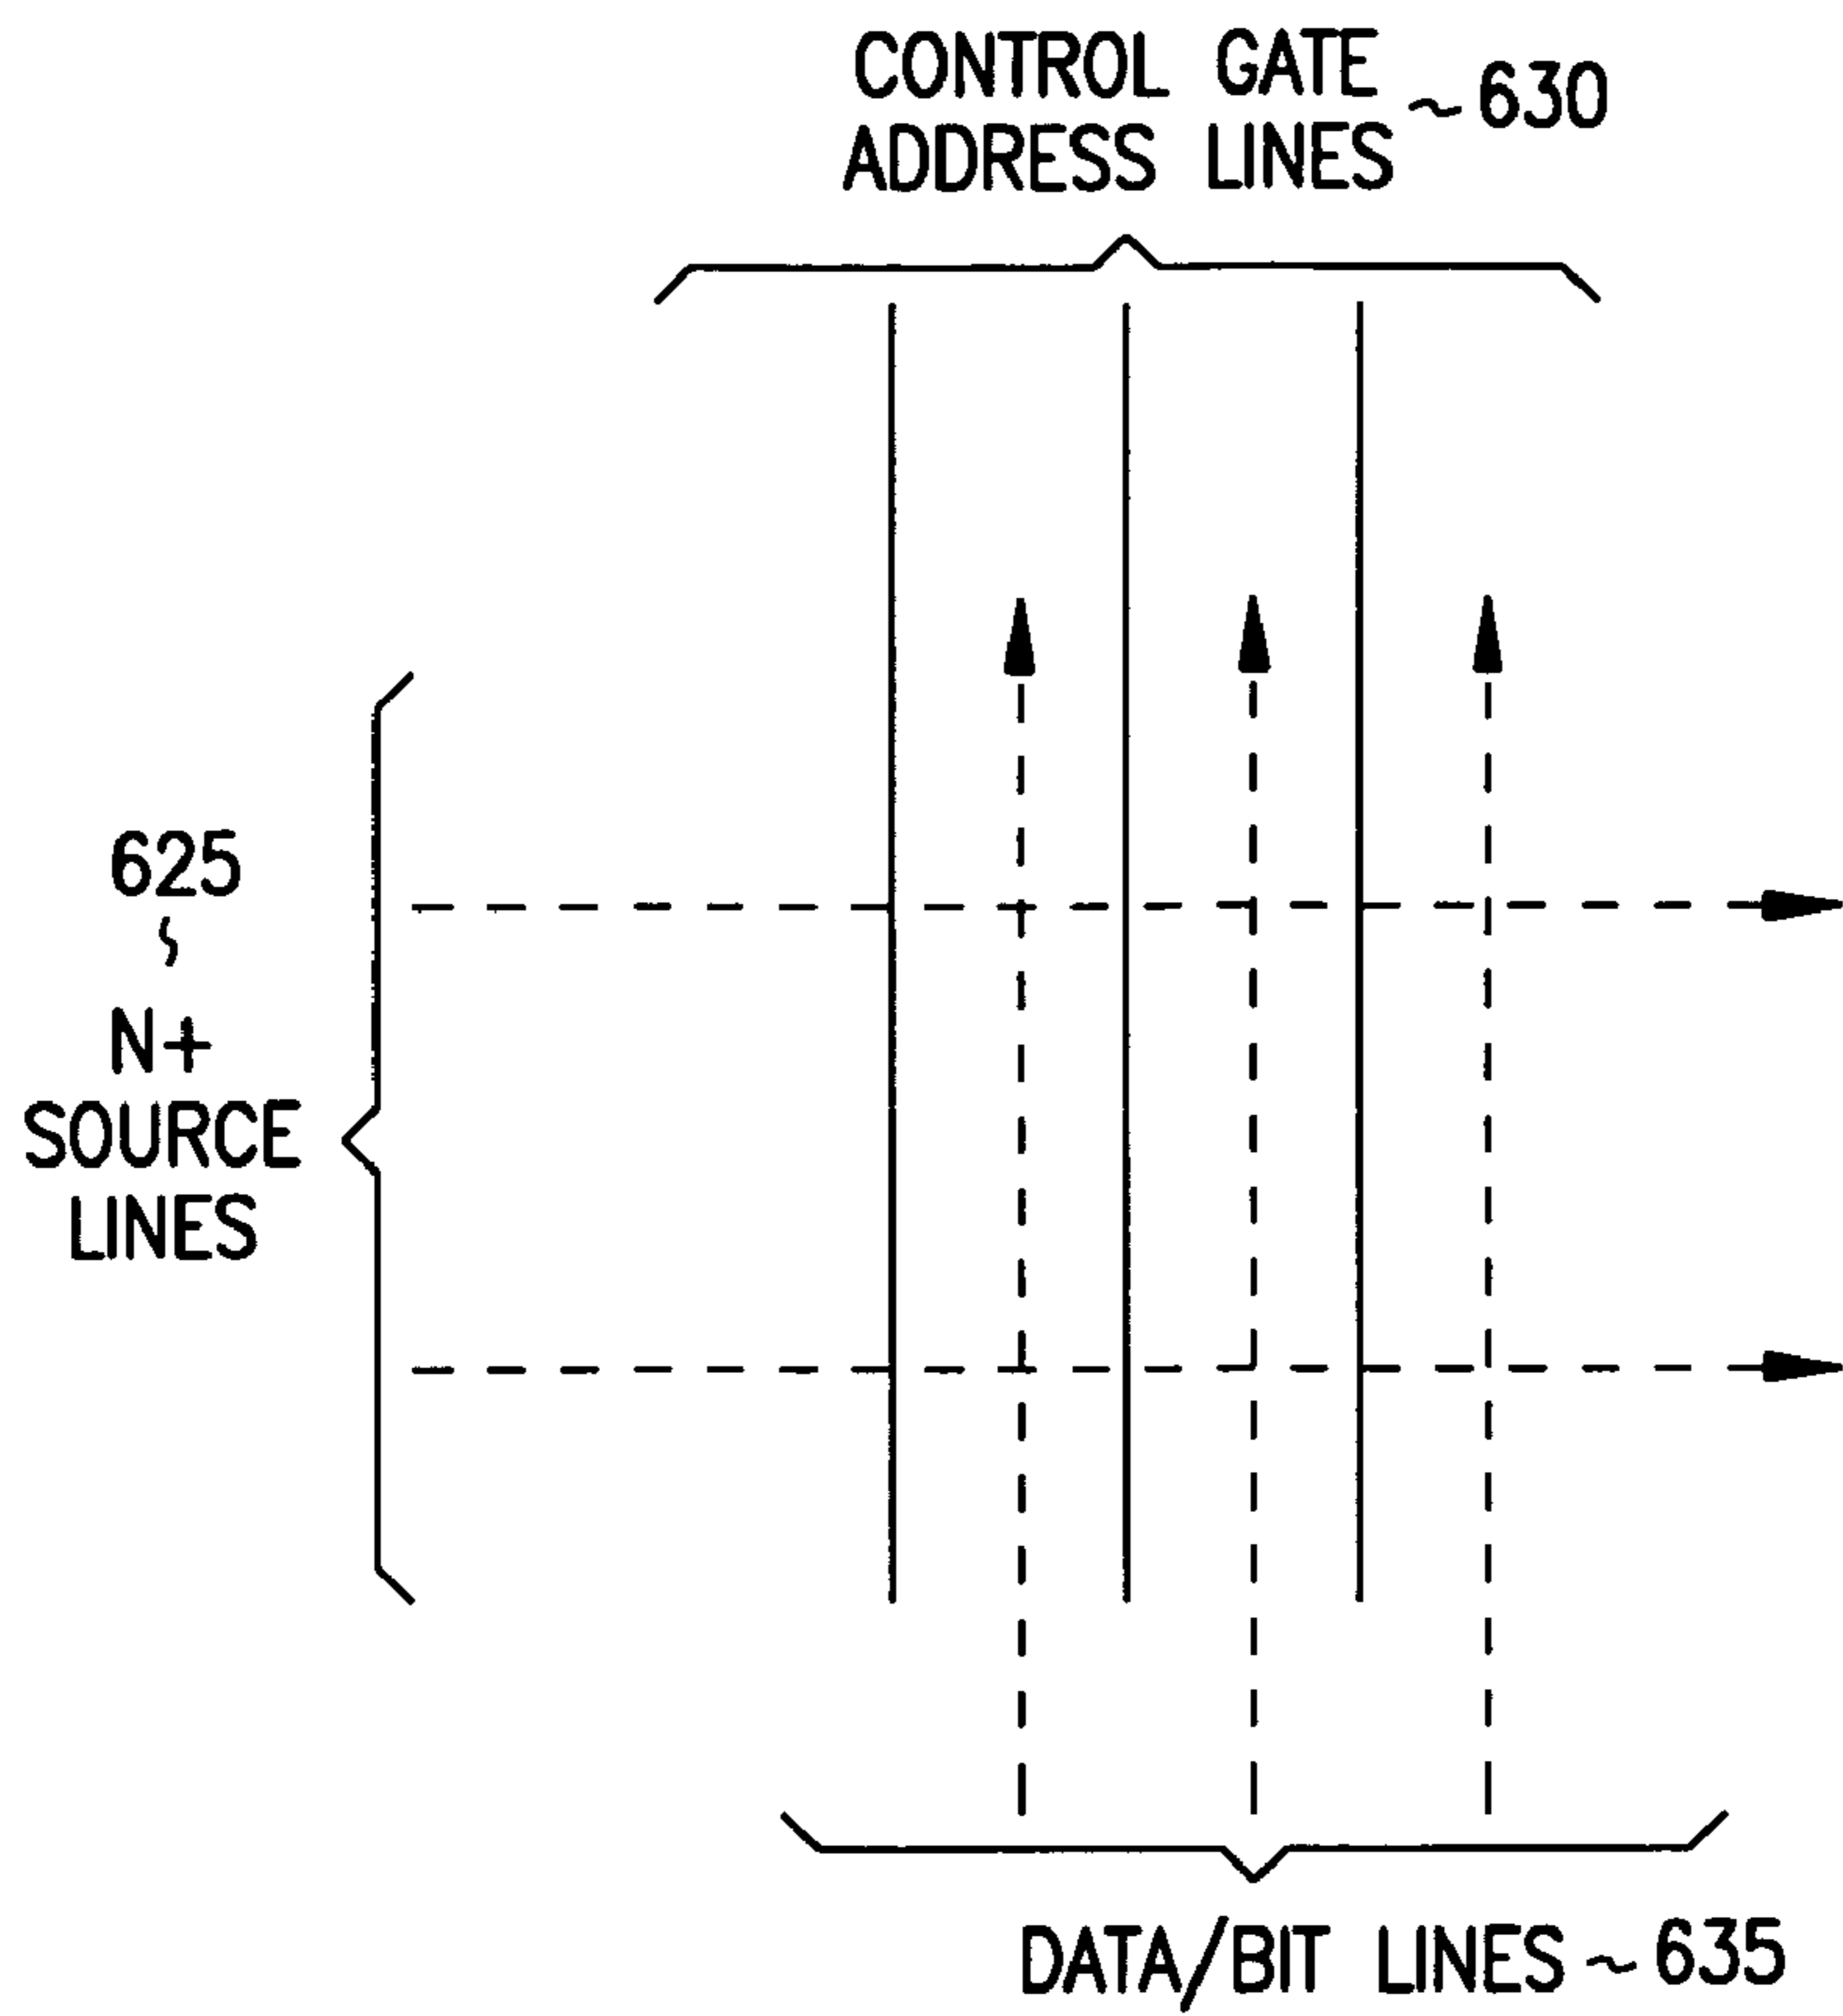 CONTROL GATE
ADDRESS LINES ~630
625
N+
SOURCE
LINES
DATA/BIT LINES ~ 635